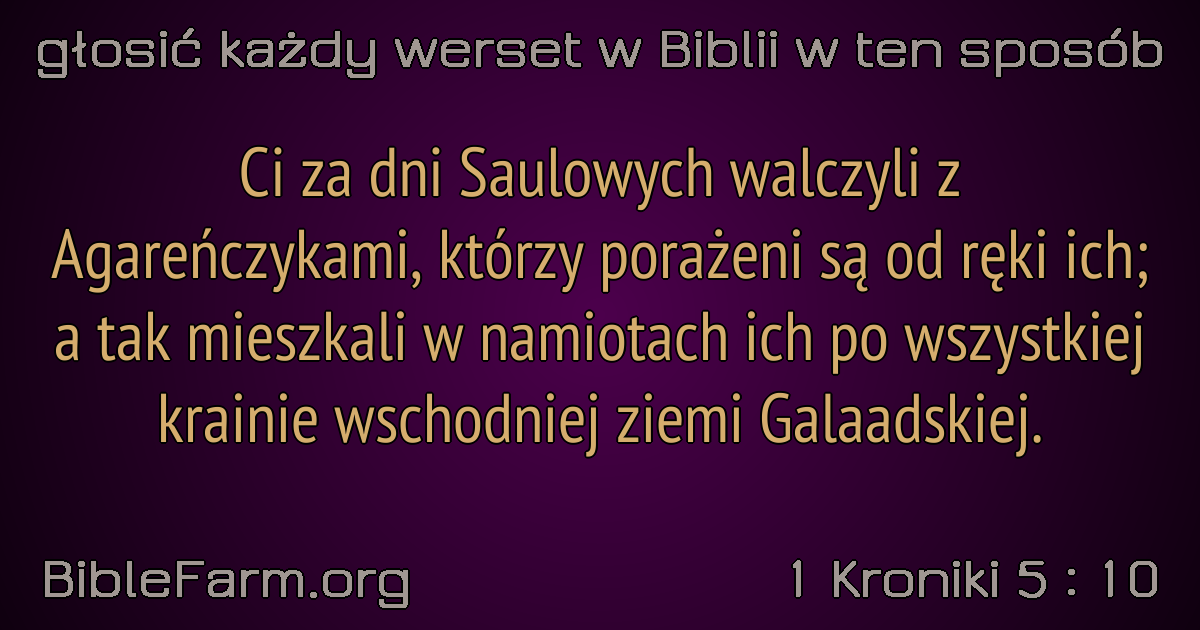 głosić każdy werset w Biblii w ten sposób
Ci za dni Saulowych walczyli z
Agareńczykami, którzy porażeni są od ręki ich;
a tak mieszkali w namiotach ich po wszystkiej
krainie wschodniej ziemi Galaadskiej.
BibleFarm.org
1 Kroniki 5 : 10